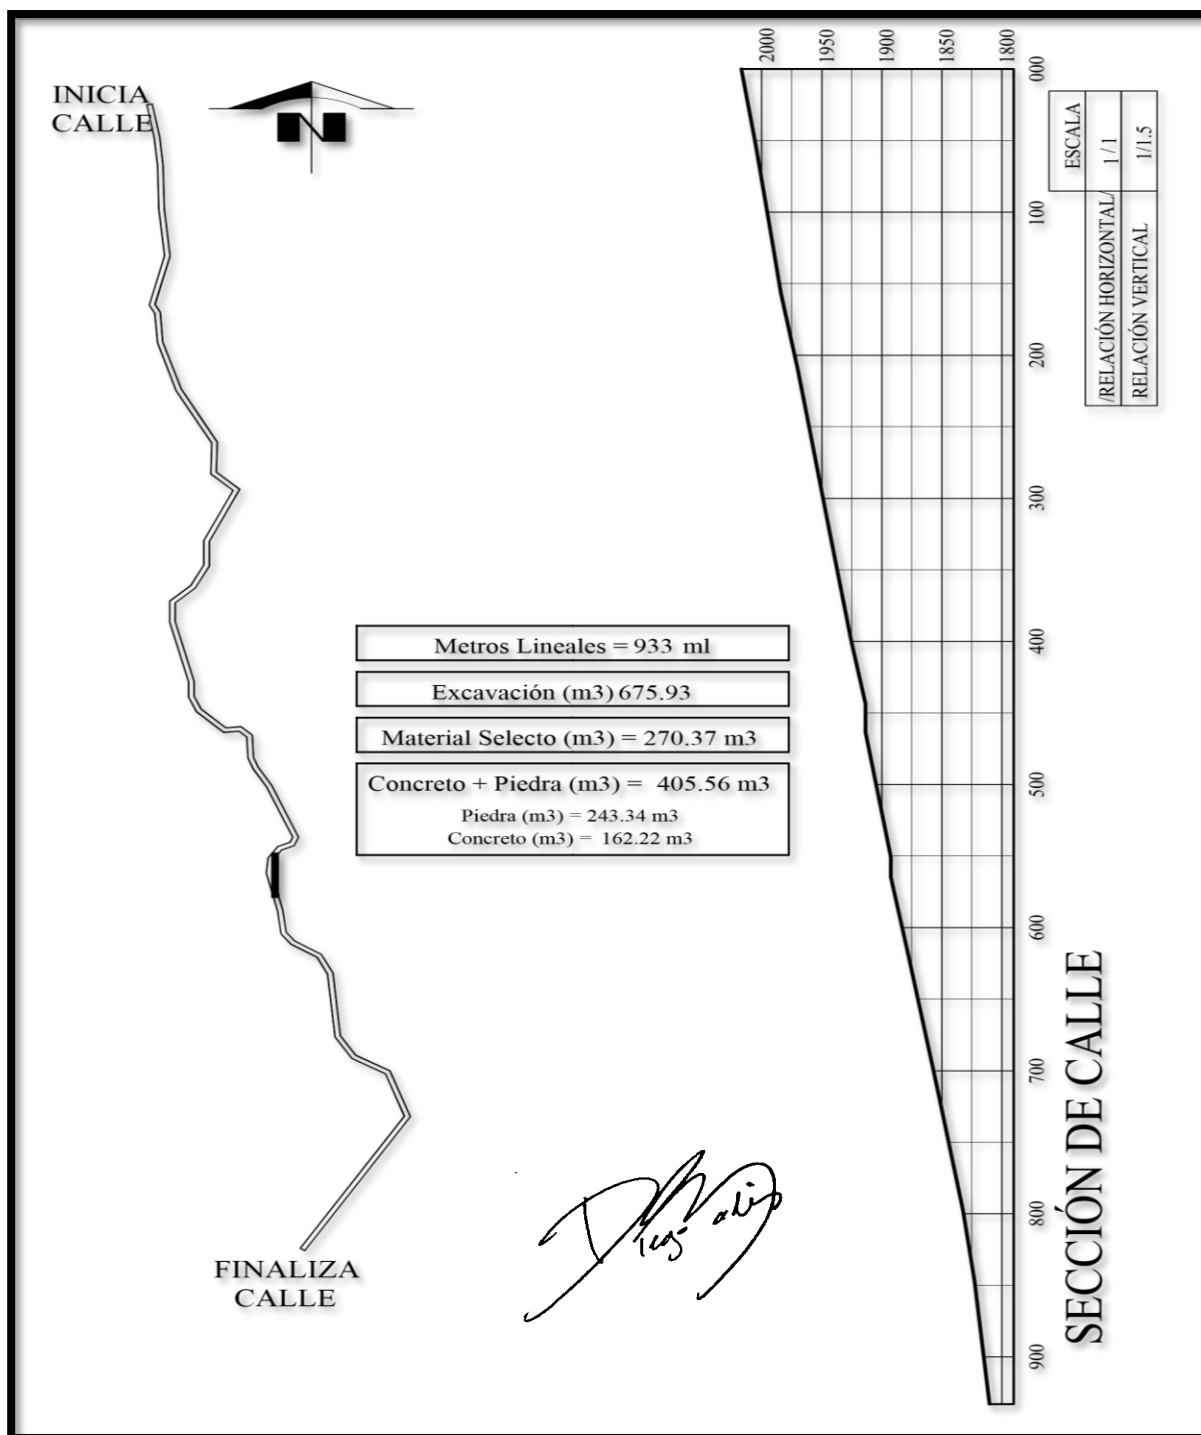 INICIA
CALLE
N
2000
1950
1900
1850
1800
000
100
200
300
400
500
600
700
800
900
ESCALA
/RELACIÓN HORIZONTAL/ 1/1
RELACIÓN VERTICAL 1/1.5
Metros Lineales = 933 ml
Excavación (m3) 675.93
Material Selecto (m3) = 270.37 m3
Concreto + Piedra (m3) = 405.56 m3
Piedra (m3) = 243.34 m3
Concreto (m3) = 162.22 m3
SECCIÓN DE CALLE
FINALIZA
CALLE